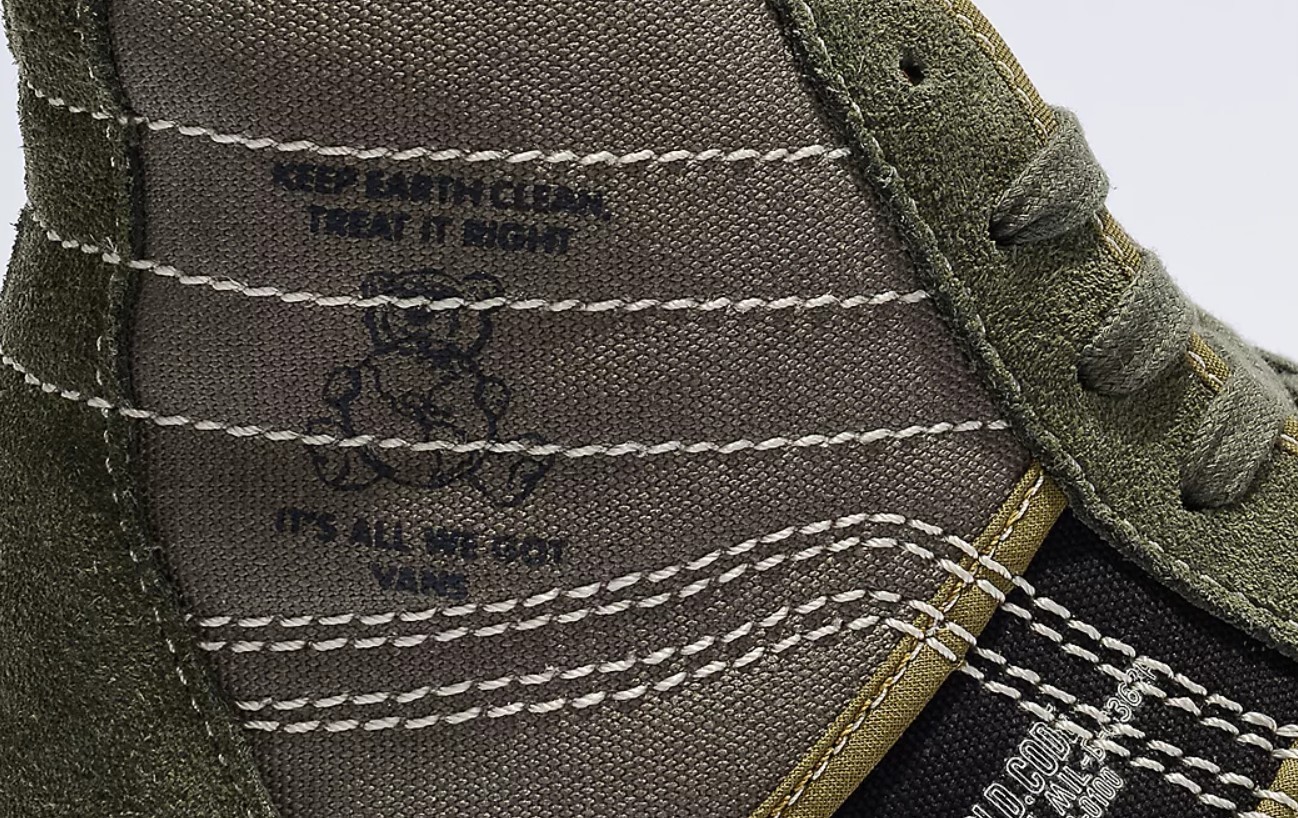 KEEP EARTH CLEAN.
TREAT IT RIGHT
IT'S ALL WE GOT
VANS